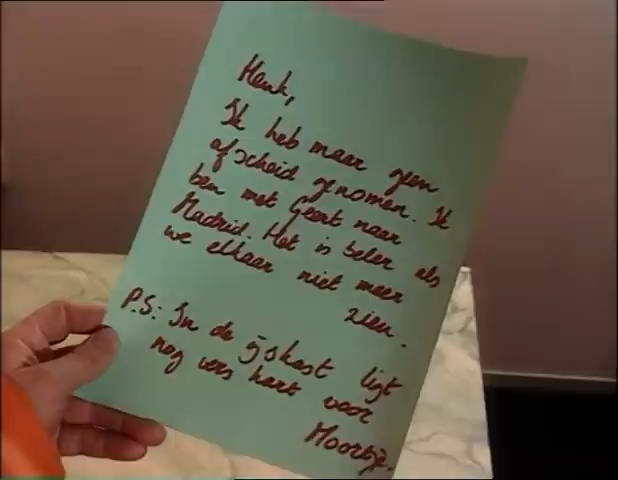 Henk,
Ik heb maar geen
afscheid genomen. Ik
ben met Geert naar
Madrid. Het is beter als
we elkaar niet meer
zien.
P.S: In de ijskast ligt
nog vers hart voor
Moortje.